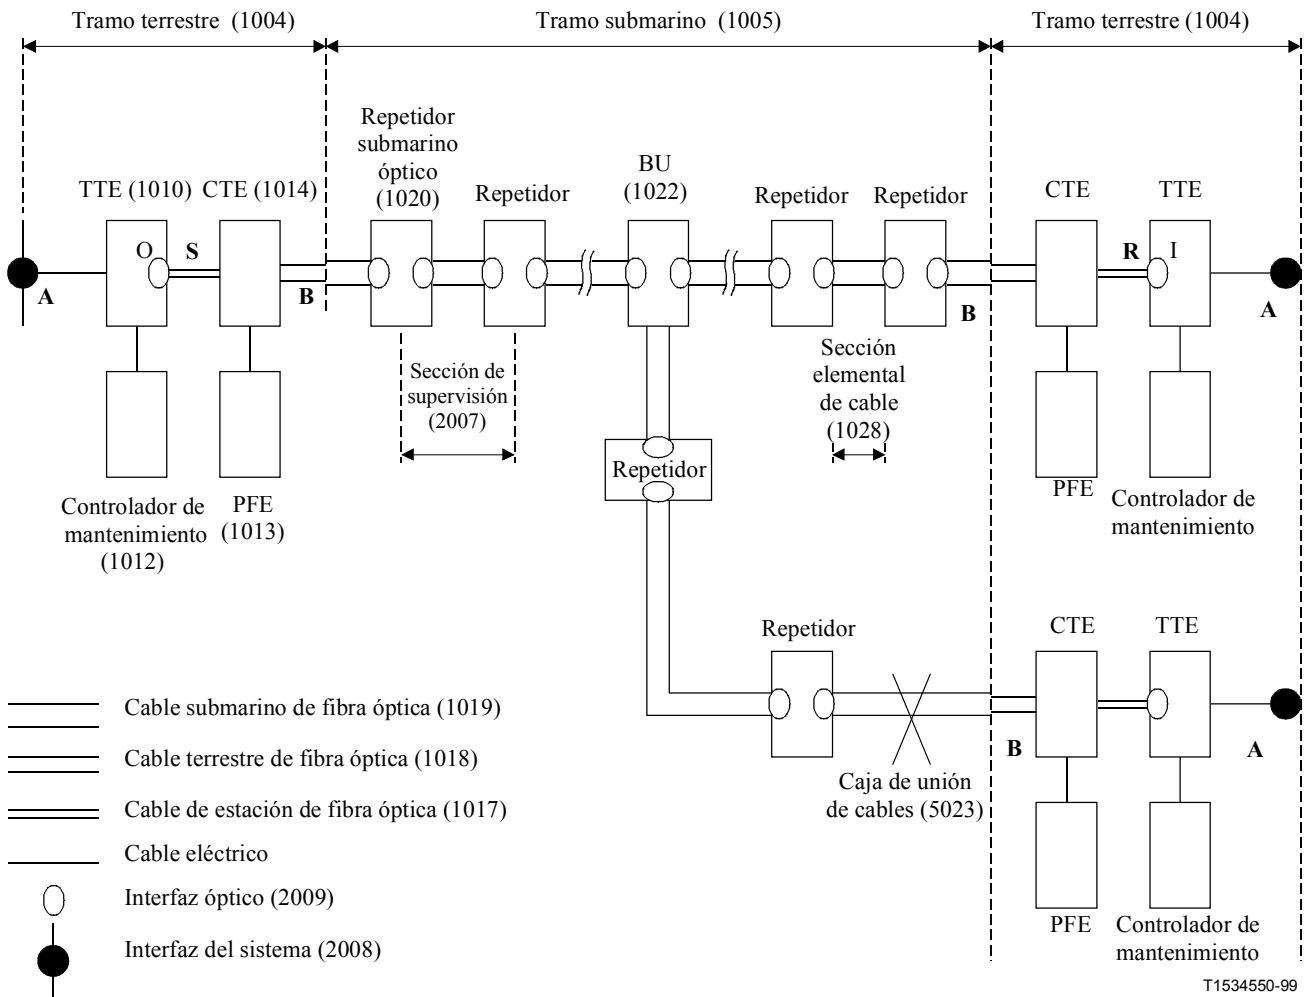 Tramo terrestre (1004)
Tramo submarino (1005)
Tramo terrestre (1004)
Repetidor
submarino
óptico
(1020)
TTE (1010)
CTE (1014)
Repetidor
BU
(1022)
Repetidor
Repetidor
CTE
TTE
O
S
R
I
A
B
B
A
Sección de
supervisión
(2007)
Sección
elemental
de cable
(1028)
Repetidor
Controlador de
mantenimiento
(1012)
PFE
(1013)
PFE
Controlador de
mantenimiento
Repetidor
CTE
TTE
B
A
Caja de unión
de cables (5023)
PFE
Controlador de
mantenimiento
Cable submarino de fibra óptica (1019)
Cable terrestre de fibra óptica (1018)
Cable de estación de fibra óptica (1017)
Cable eléctrico
Interfaz óptico (2009)
Interfaz del sistema (2008)
T1534550-99